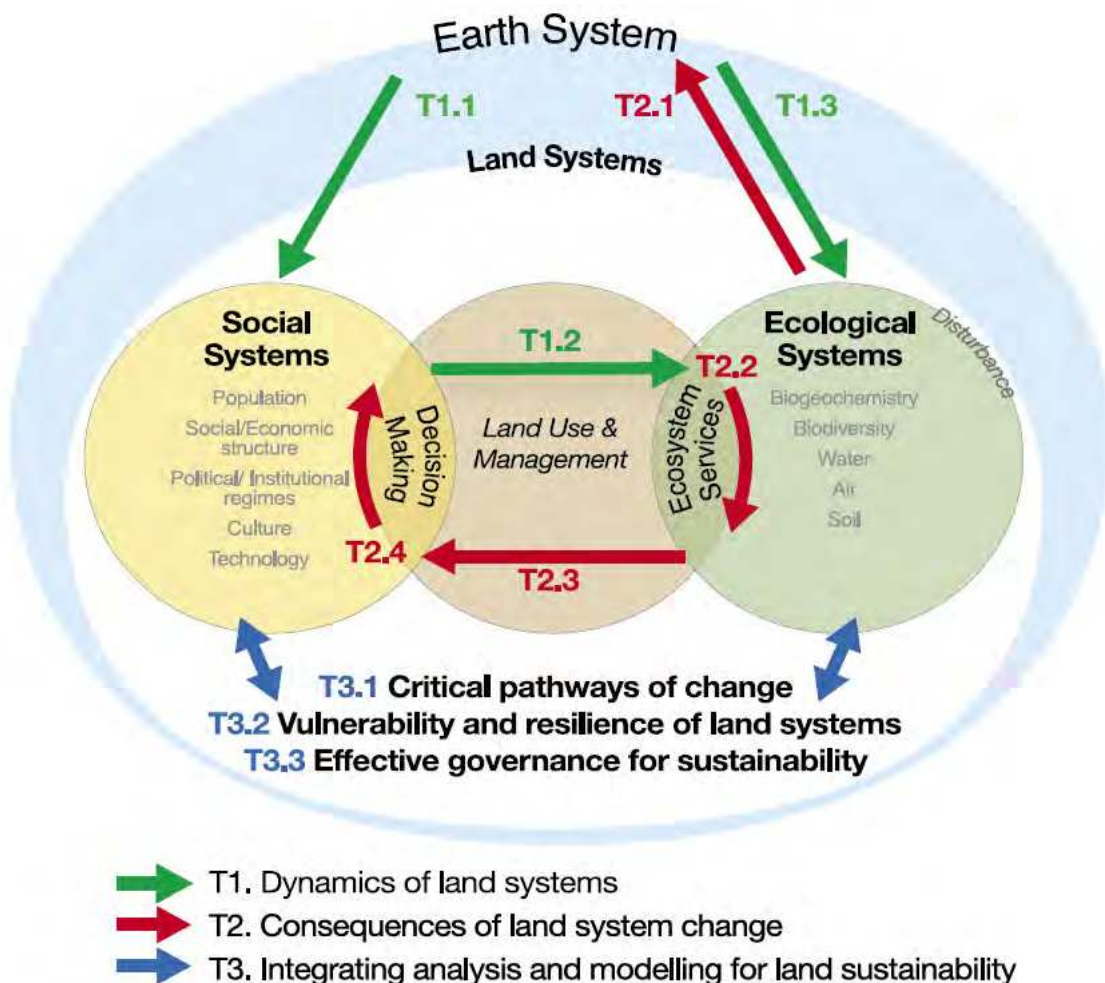 Earth System
T1.1
T2.1
T1.3
Land Systems
Social
Systems
Population
Social/Economic
structure
Political/ Institutional
regimes
Culture
Technology
Decision
Making
T1.2
Land Use &
Management
T2.3
T2.4
T2.2
Ecosystem
Services
Ecological
Systems
Disturbance
Biogeochemistry
Biodiversity
Water
Air
Soil
T3.1 Critical pathways of change
T3.2 Vulnerability and resilience of land systems
T3.3 Effective governance for sustainability
T1. Dynamics of land systems
T2. Consequences of land system change
T3. Integrating analysis and modelling for land sustainability